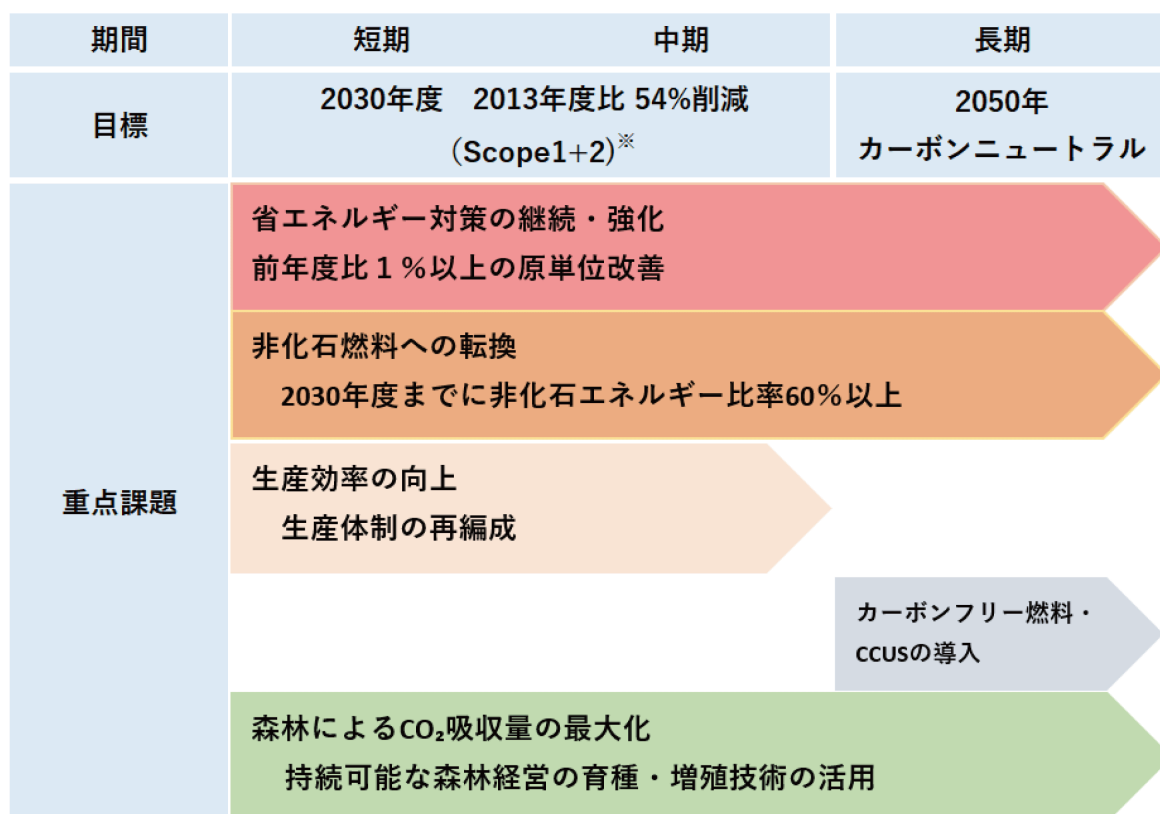 期間 短期 中期 長期
目標 2030年度　2013年度比 54%削減 2050年
(Scope1+2)※ カーボンニュートラル
省エネルギー対策の継続・強化
前年度比１％以上の原単位改善
非化石燃料への転換
2030年度までに非化石エネルギー比率60％以上
重点課題
生産効率の向上
生産体制の再編成
カーボンフリー燃料・
CCUSの導入
森林によるCO₂吸収量の最大化
持続可能な森林経営の育種・増殖技術の活用